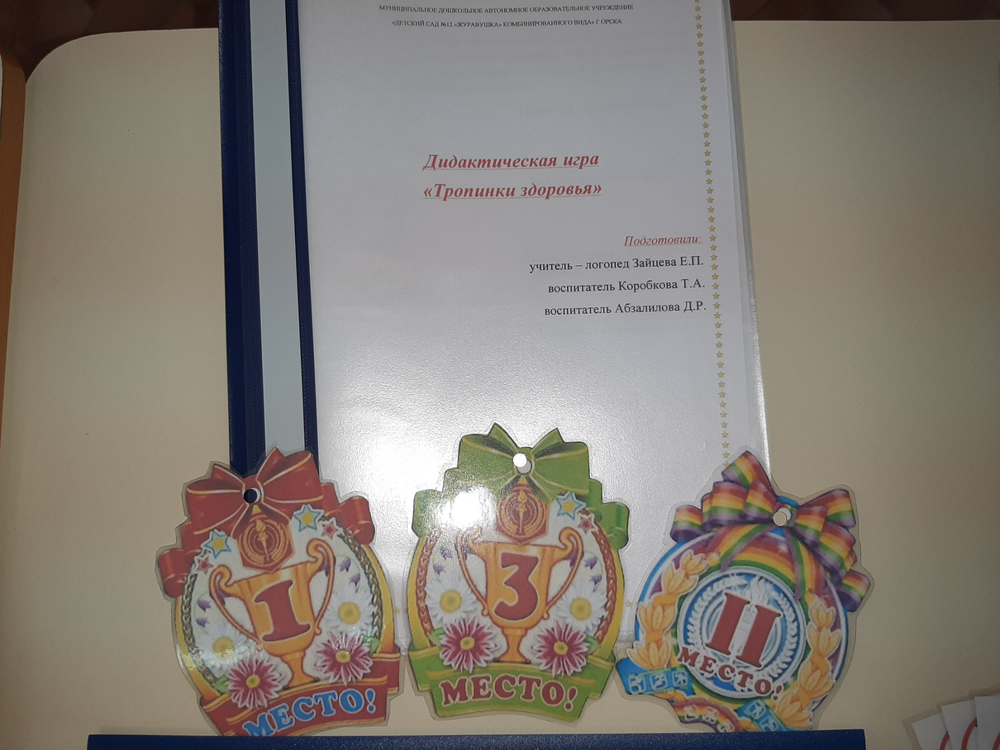 МУНИЦИПАЛЬНОЕ ДОШКОЛЬНОЕ АВТОНОМНОЕ ОБРАЗОВАТЕЛЬНОЕ УЧРЕЖДЕНИЕ
«ДЕТСКИЙ САД №12 «ЖУРАВУШКА» КОМБИНИРОВАННОГО ВИДА» Г ОРСКА
Дидактическая игра
«Тропинки здоровья»
Подготовили:
учитель – логопед Зайцева Е.П.
воспитатель Коробкова Т.А.
воспитатель Абзалилова Д.Р.
1
МЕСТО!
3
МЕСТО!
II
МЕСТО!